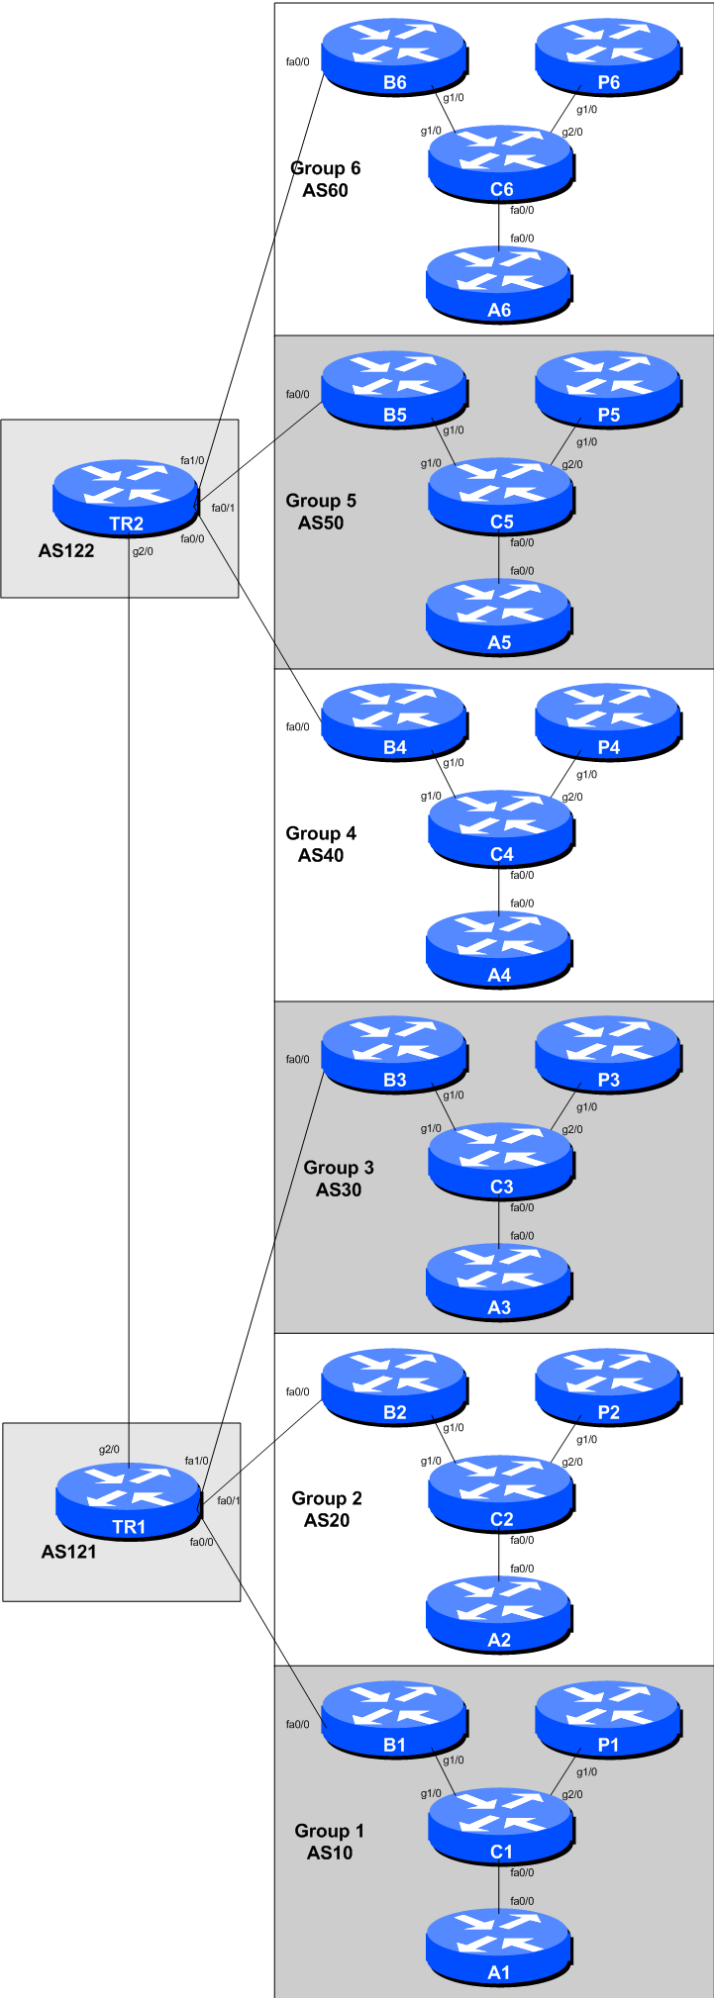 fa0/0
B6
P6
g1/0
g1/0
g1/0
g2/0
Group 6
AS60
C6
fa0/0
fa0/0
A6
fa0/0
B5
P5
g1/0
g1/0
g1/0
g2/0
Group 5
AS50
C5
fa0/0
fa0/0
A5
fa1/0
fa0/1
TR2
fa0/0
AS122
g2/0
fa0/0
B4
P4
g1/0
g1/0
g1/0
g2/0
Group 4
AS40
C4
fa0/0
fa0/0
A4
fa0/0
B3
P3
g1/0
g1/0
g1/0
g2/0
Group 3
AS30
C3
fa0/0
fa0/0
A3
fa0/0
B2
P2
g1/0
g1/0
g1/0
g2/0
Group 2
AS20
C2
fa0/0
fa0/0
A2
g2/0
fa1/0
fa0/1
TR1
fa0/0
AS121
fa0/0
B1
P1
g1/0
g1/0
g1/0
g2/0
Group 1
AS10
C1
fa0/0
fa0/0
A1